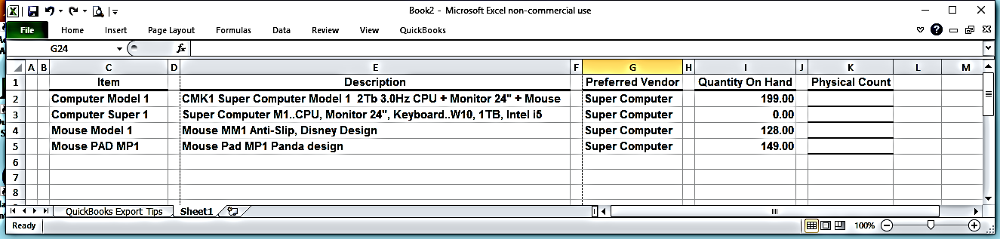 Book2 - Microsoft Excel non-commercial use
File Home Insert Page Layout Formulas Data Review View QuickBooks
G24 fx
A B C D E F G H I J K L M
1 Item Description Preferred Vendor Quantity On Hand Physical Count
2 Computer Model 1 CMK1 Super Computer Model 1 2Tb 3.0Hz CPU + Monitor 24" + Mouse Super Computer 199.00
3 Computer Super 1 Super Computer M1..CPU, Monitor 24", Keyboard..W10, 1TB, Intel i5 Super Computer 0.00
4 Mouse Model 1 Mouse MM1 Anti-Slip, Disney Design Super Computer 128.00
5 Mouse PAD MP1 Mouse Pad MP1 Panda design Super Computer 149.00
6
7
8
QuickBooks Export Tips Sheet1
Ready 100%